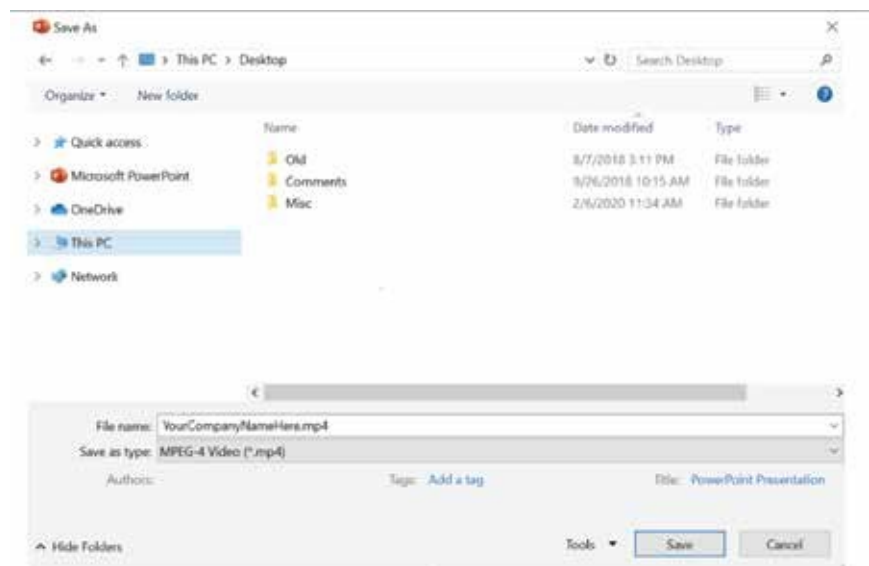 Save As
This PC > Desktop
Search Desktop
Organize
New folder
Name
Date modified
Type
Quick access
Microsoft PowerPoint
OneDrive
This PC
Network
Old
8/7/2018 3:11 PM
File folder
Comments
9/26/2018 10:15 AM
File folder
Misc
2/6/2020 11:34 AM
File folder
File name: YourCompanyNameHere.mp4
Save as type: MPEG-4 Video (*.mp4)
Authors:
Tags: Add a tag
Title: PowerPoint Presentation
Hide Folders
Tools
Save
Cancel